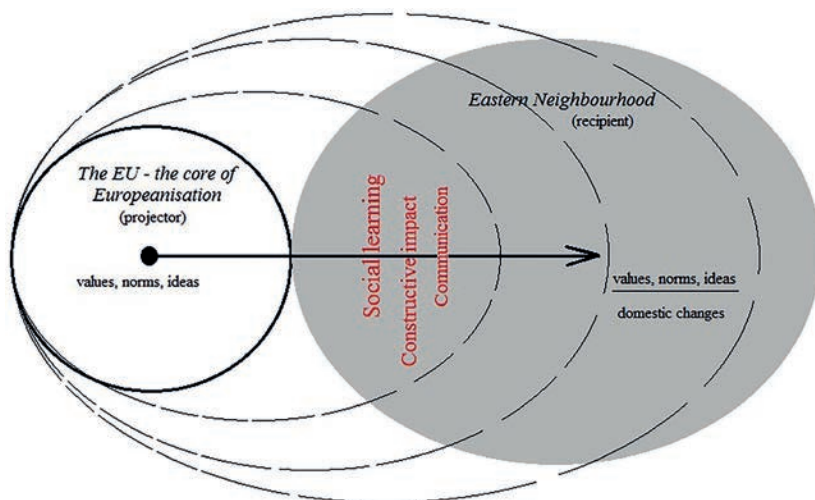 The EU - the core of
Europeanisation
(projector)
values, norms, ideas
Social learning
Constructive impact
Communication
Eastern Neighbourhood
(recipient)
values, norms, ideas
domestic changes